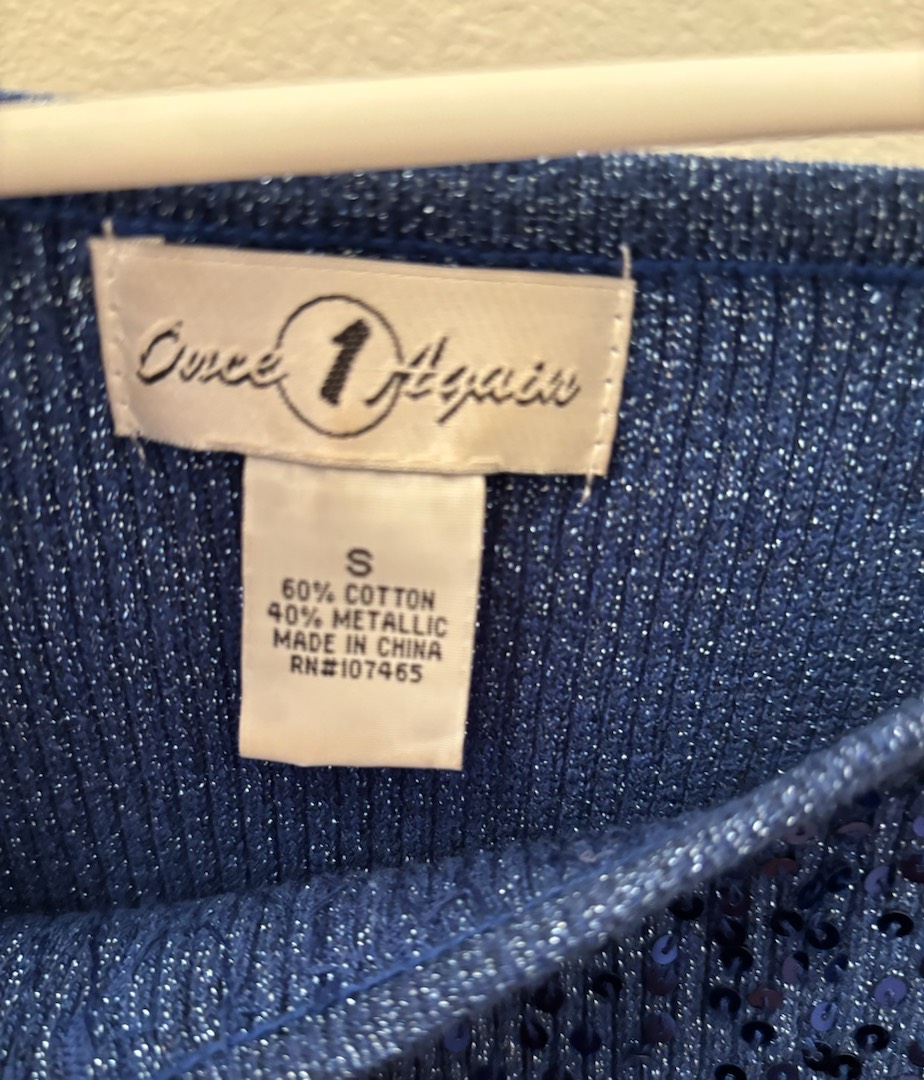 Once 1 Again
S
60% COTTON
40% METALLIC
MADE IN CHINA
RN#107465